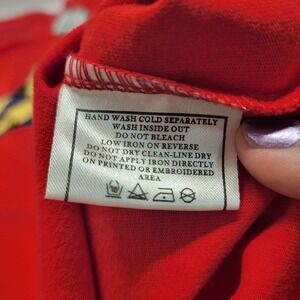 HAND WASH COLD SEPARATELY
WASH INSIDE OUT
DO NOT BLEACH
LOW IRON ON REVERSE
DO NOT DRY CLEAN-LINE DRY
DO NOT APPLY IRON DIRECTLY
ON PRINTED OR EMBROIDERED
AREA